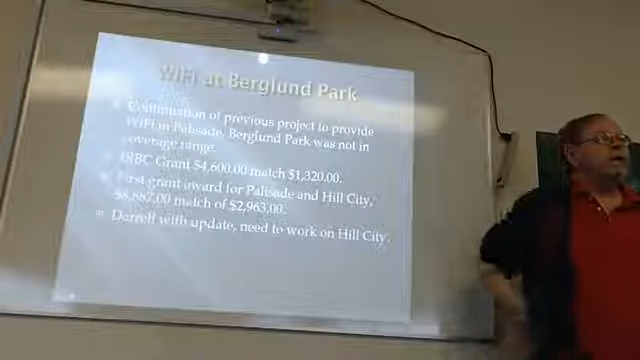 WiFi at Berglund Park
Continuation of previous project to provide
WiFi in Palisade, Berglund Park was not in
coverage range.
IRBC Grant $4,600.00 match $1,320.00.
First grant award for Palisade and Hill City,
$8,887.00 match of $2,963.00.
Darrell with update, need to work on Hill City.